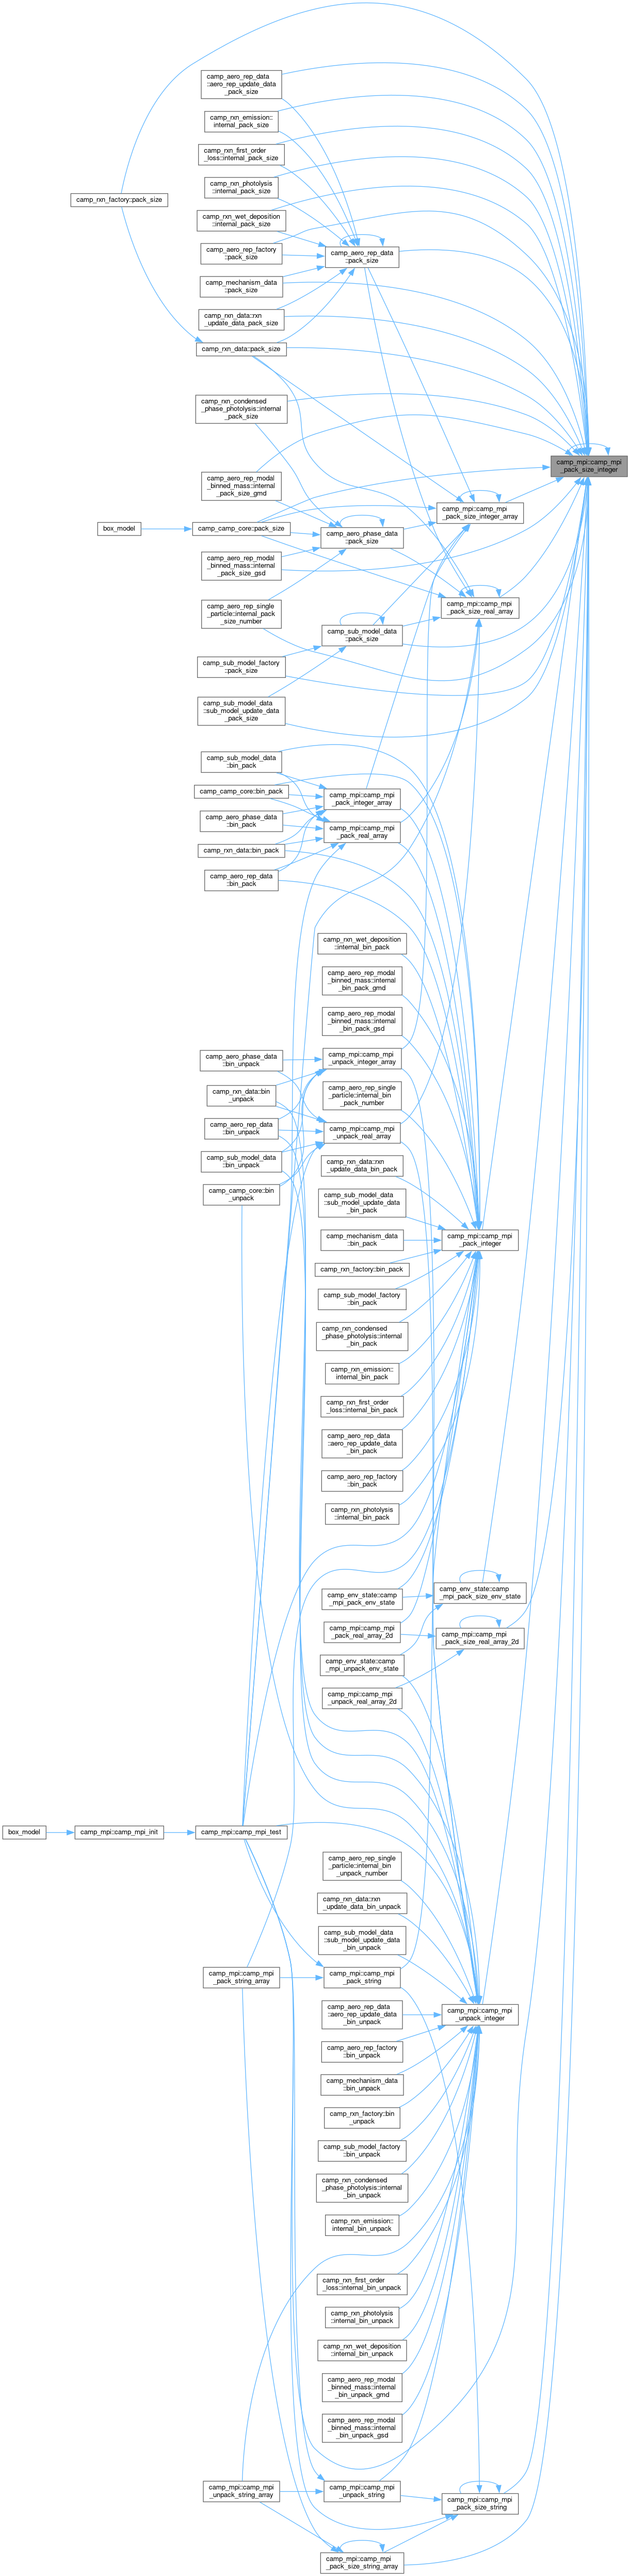 camp_aero_rep_data
::aero_rep_update_data
_pack_size
camp_rxn_emission::
internal_pack_size
camp_rxn_first_order
_loss::internal_pack_size
camp_rxn_photolysis
::internal_pack_size
camp_rxn_factory::pack_size
camp_rxn_wet_deposition
::internal_pack_size
camp_aero_rep_factory
::pack_size
camp_aero_rep_data
::pack_size
camp_mechanism_data
::pack_size
camp_rxn_data::rxn
_update_data_pack_size
camp_rxn_data::pack_size
camp_rxn_condensed
_phase_photolysis::internal
_pack_size
camp_mpi::camp_mpi
_pack_size_integer
camp_aero_rep_modal
_binned_mass::internal
_pack_size_gmd
camp_mpi::camp_mpi
_pack_size_integer_array
box_model
camp_camp_core::pack_size
camp_aero_phase_data
::pack_size
camp_aero_rep_modal
_binned_mass::internal
_pack_size_gsd
camp_aero_rep_single
_particle::internal_pack
_size_number
camp_mpi::camp_mpi
_pack_size_real_array
camp_sub_model_data
::pack_size
camp_sub_model_factory
::pack_size
camp_sub_model_data
::sub_model_update_data
_pack_size
camp_sub_model_data
::bin_pack
camp_camp_core::bin_pack
camp_mpi::camp_mpi
_pack_integer_array
camp_aero_phase_data
::bin_pack
camp_mpi::camp_mpi
_pack_real_array
camp_rxn_data::bin_pack
camp_aero_rep_data
::bin_pack
camp_rxn_wet_deposition
::internal_bin_pack
camp_aero_rep_modal
_binned_mass::internal
_bin_pack_gmd
camp_aero_rep_modal
_binned_mass::internal
_bin_pack_gsd
camp_aero_phase_data
::bin_unpack
camp_mpi::camp_mpi
_unpack_integer_array
camp_rxn_data::bin
_unpack
camp_aero_rep_single
_particle::internal_bin
_pack_number
camp_aero_rep_data
::bin_unpack
camp_mpi::camp_mpi
_unpack_real_array
camp_sub_model_data
::bin_unpack
camp_rxn_data::rxn
_update_data_bin_pack
camp_camp_core::bin
_unpack
camp_sub_model_data
::sub_model_update_data
_bin_pack
camp_mechanism_data
::bin_pack
camp_mpi::camp_mpi
_pack_integer
camp_rxn_factory::bin_pack
camp_sub_model_factory
::bin_pack
camp_rxn_condensed
_phase_photolysis::internal
_bin_pack
camp_rxn_emission::
internal_bin_pack
camp_rxn_first_order
_loss::internal_bin_pack
camp_aero_rep_data
::aero_rep_update_data
_bin_pack
camp_aero_rep_factory
::bin_pack
camp_rxn_photolysis
::internal_bin_pack
camp_env_state::camp
_mpi_pack_env_state
camp_env_state::camp
_mpi_pack_size_env_state
camp_mpi::camp_mpi
_pack_real_array_2d
camp_mpi::camp_mpi
_pack_size_real_array_2d
camp_env_state::camp
_mpi_unpack_env_state
camp_mpi::camp_mpi
_unpack_real_array_2d
box_model
camp_mpi::camp_mpi_init
camp_mpi::camp_mpi_test
camp_aero_rep_single
_particle::internal_bin
_unpack_number
camp_rxn_data::rxn
_update_data_bin_unpack
camp_sub_model_data
::sub_model_update_data
_bin_unpack
camp_mpi::camp_mpi
_pack_string_array
camp_mpi::camp_mpi
_pack_string
camp_aero_rep_data
::aero_rep_update_data
_bin_unpack
camp_mpi::camp_mpi
_unpack_integer
camp_aero_rep_factory
::bin_unpack
camp_mechanism_data
::bin_unpack
camp_rxn_factory::bin
_unpack
camp_sub_model_factory
::bin_unpack
camp_rxn_condensed
_phase_photolysis::internal
_bin_unpack
camp_rxn_emission::
internal_bin_unpack
camp_rxn_first_order
_loss::internal_bin_unpack
camp_rxn_photolysis
::internal_bin_unpack
camp_rxn_wet_deposition
::internal_bin_unpack
camp_aero_rep_modal
_binned_mass::internal
_bin_unpack_gmd
camp_aero_rep_modal
_binned_mass::internal
_bin_unpack_gsd
camp_mpi::camp_mpi
_unpack_string_array
camp_mpi::camp_mpi
_unpack_string
camp_mpi::camp_mpi
_pack_size_string
camp_mpi::camp_mpi
_pack_size_string_array